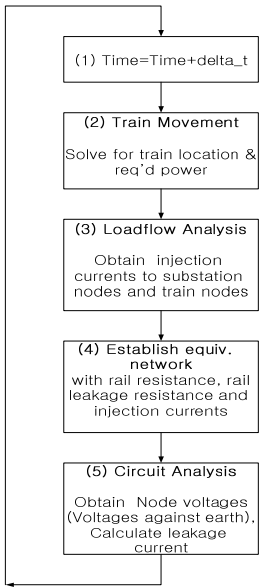 (1) Time=Time+delta_t
(2) Train Movement
Solve for train location &
req'd power
(3) Loadflow Analysis
Obtain injection
currents to substation
nodes and train nodes
(4) Establish equiv.
network
with rail resistance, rail
leakage resistance and
injection currents
(5) Circuit Analysis
Obtain Node voltages
(Voltages against earth),
Calculate leakage
current